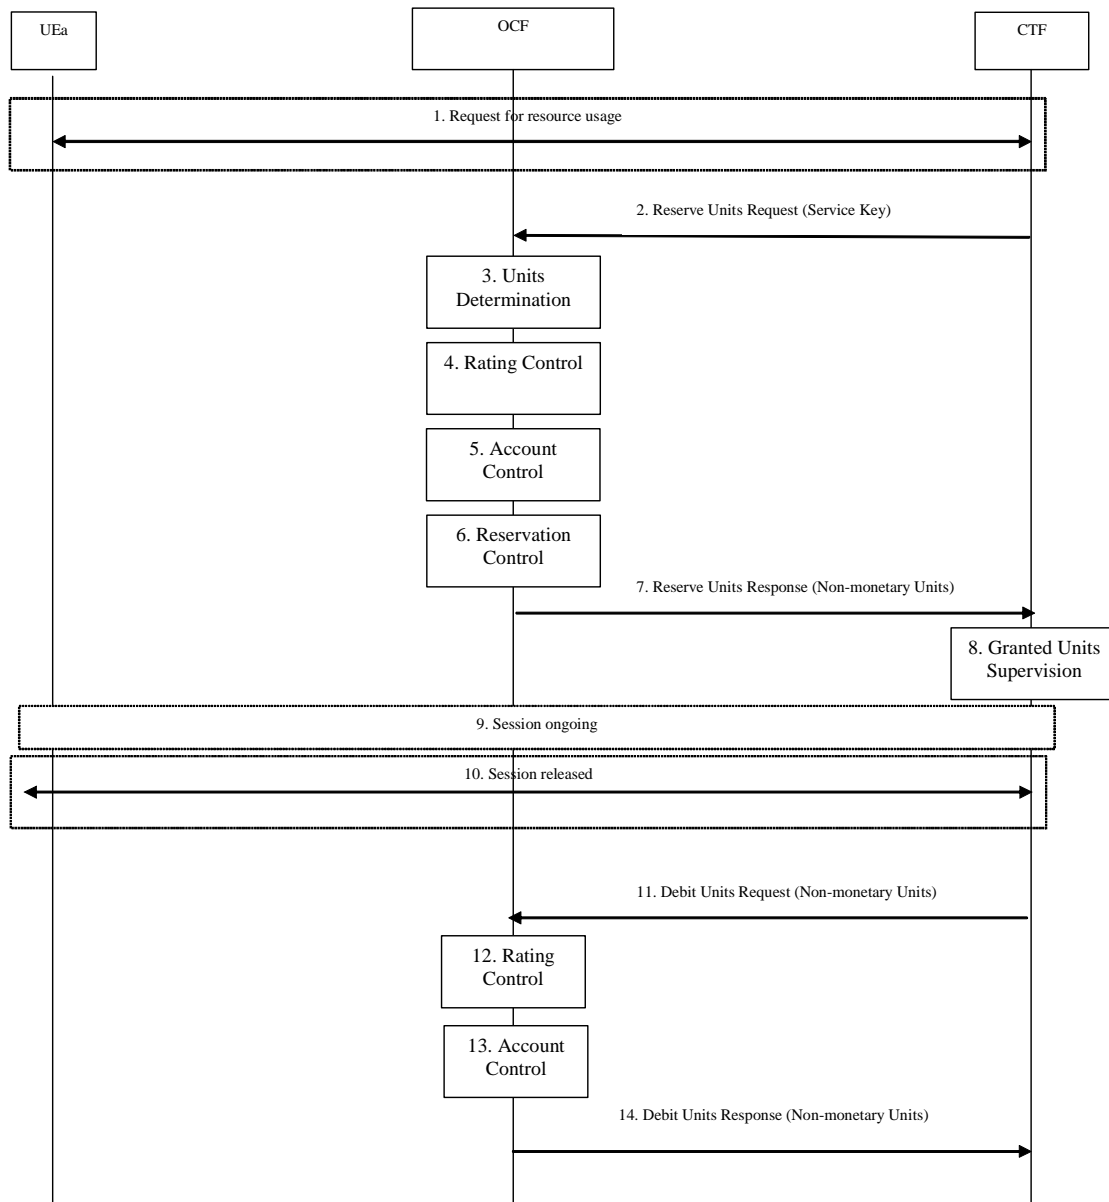 UEa
OCF
CTF
1. Request for resource usage
2. Reserve Units Request (Service Key)
3. Units
Determination
4. Rating Control
5. Account
Control
6. Reservation
Control
7. Reserve Units Response (Non-monetary Units)
8. Granted Units
Supervision
9. Session ongoing
10. Session released
11. Debit Units Request (Non-monetary Units)
12. Rating
Control
13. Account
Control
14. Debit Units Response (Non-monetary Units)